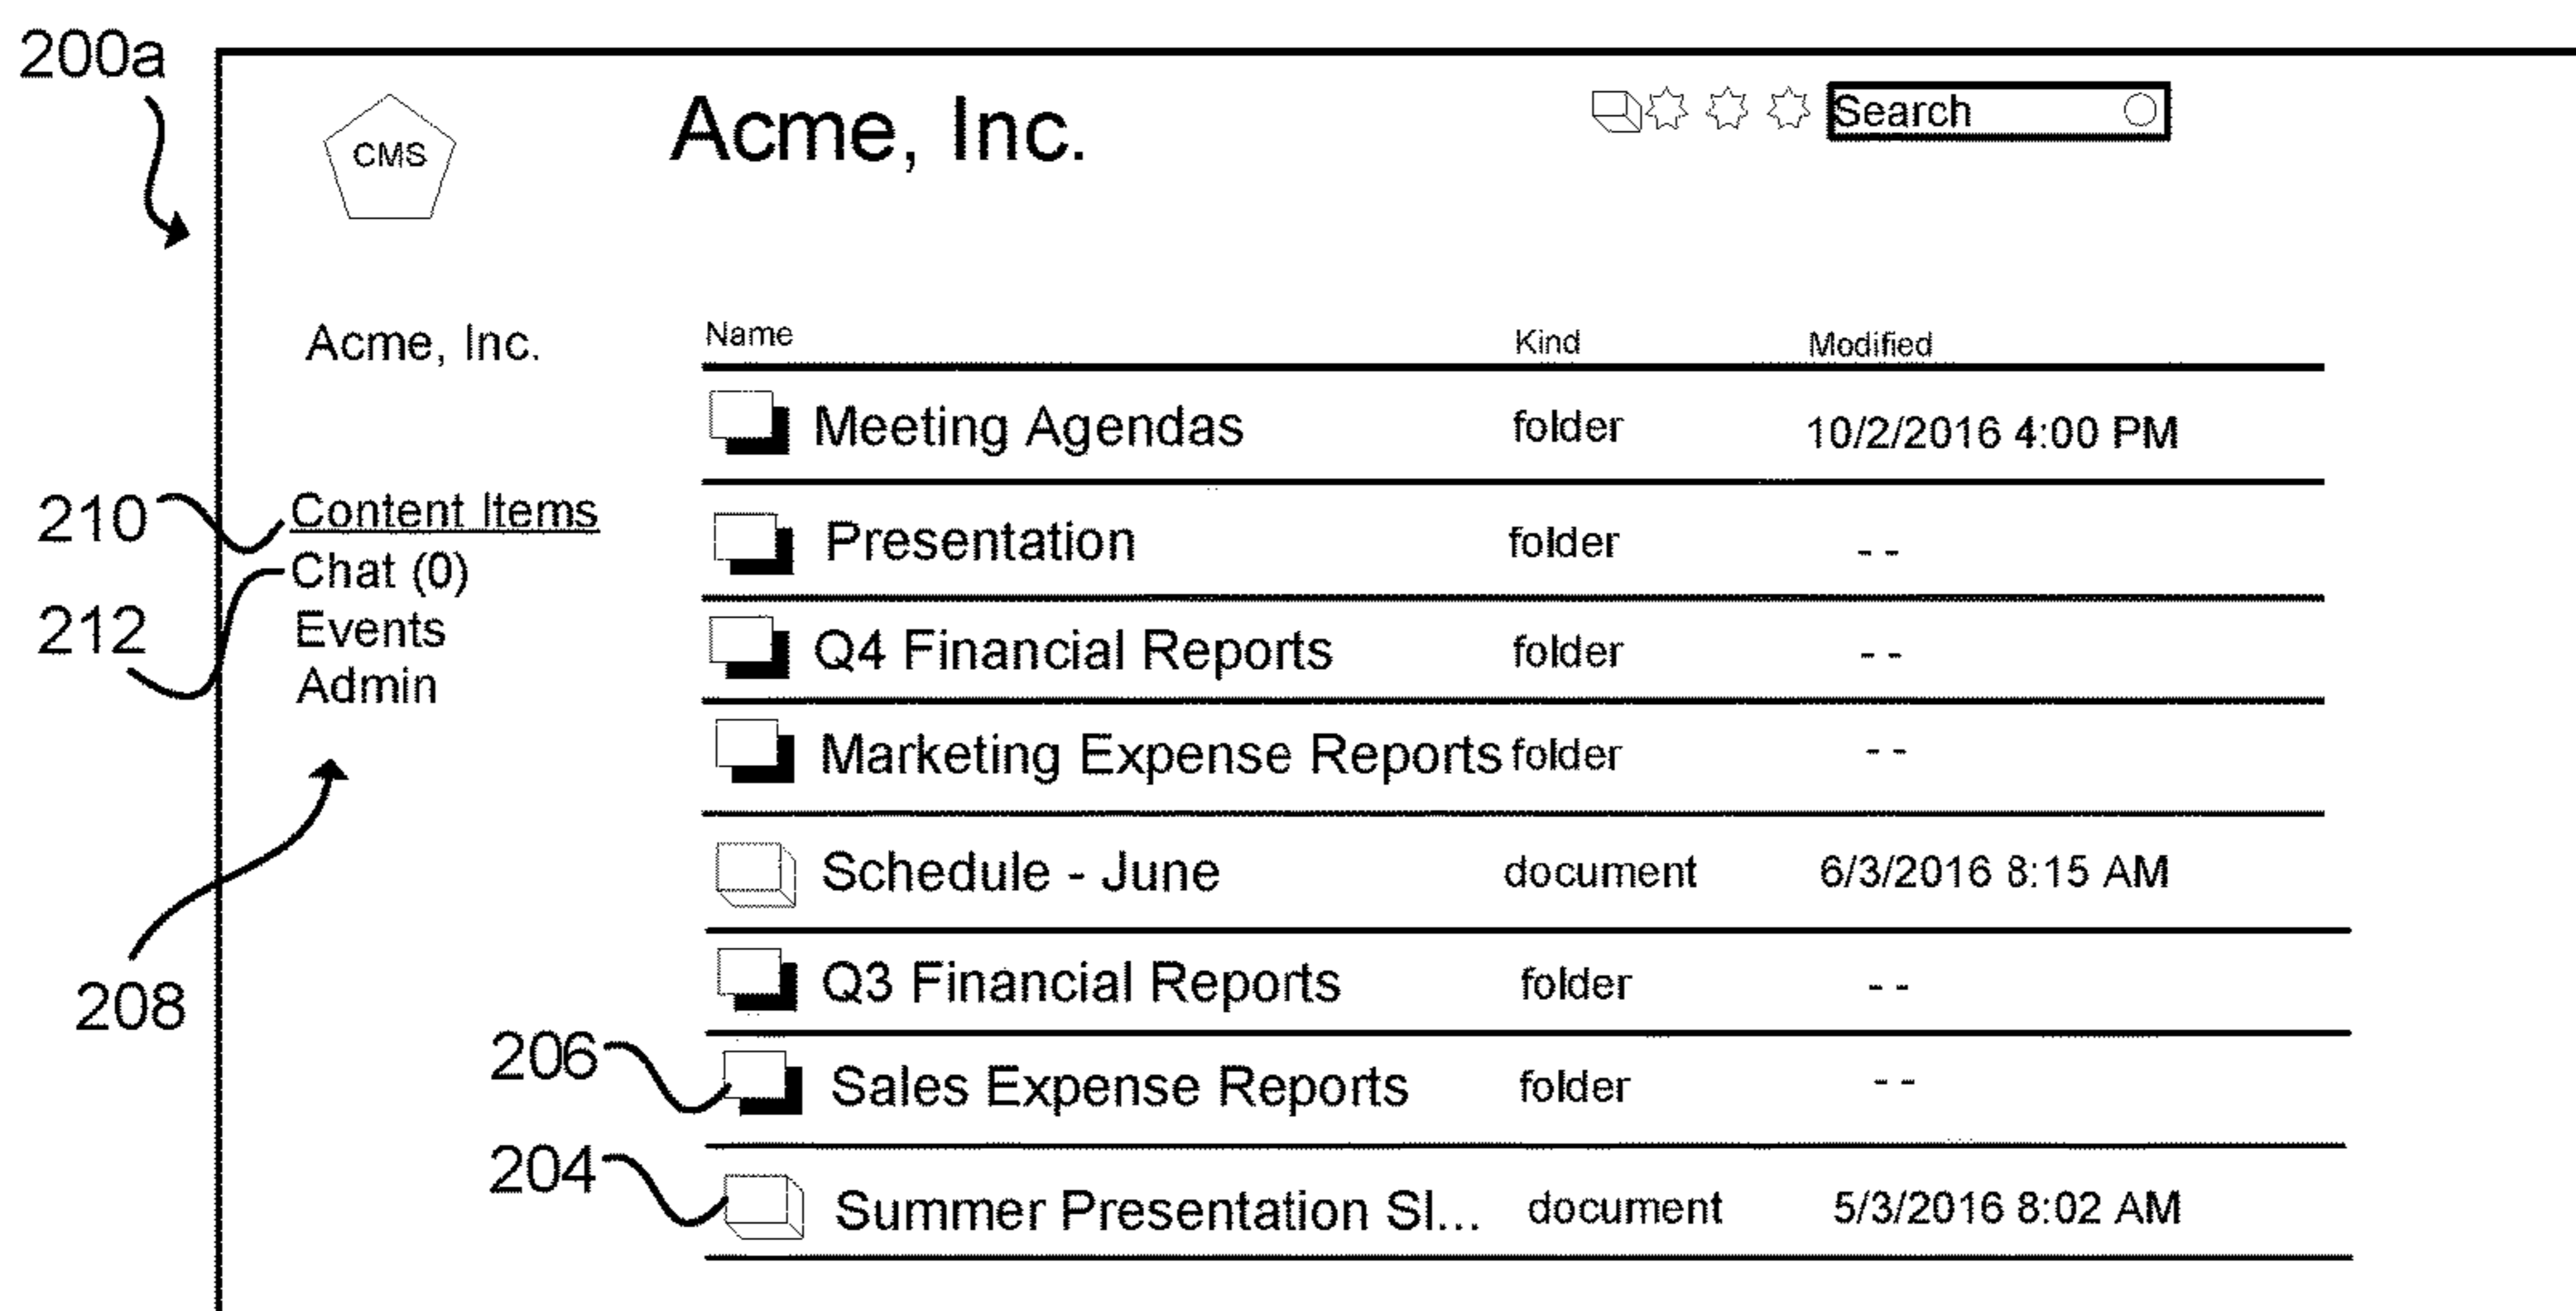 200a
CMS
Acme, Inc.
Search
Acme, Inc.
Name Kind Modified
Meeting Agendas folder 10/2/2016 4:00 PM
210 Content Items
Presentation folder - -
Chat (0)
212 Events
Q4 Financial Reports folder - -
Admin
Marketing Expense Reports folder - -
Schedule - June document 6/3/2016 8:15 AM
208
Q3 Financial Reports folder - -
206 Sales Expense Reports folder - -
204 Summer Presentation Sl... document 5/3/2016 8:02 AM